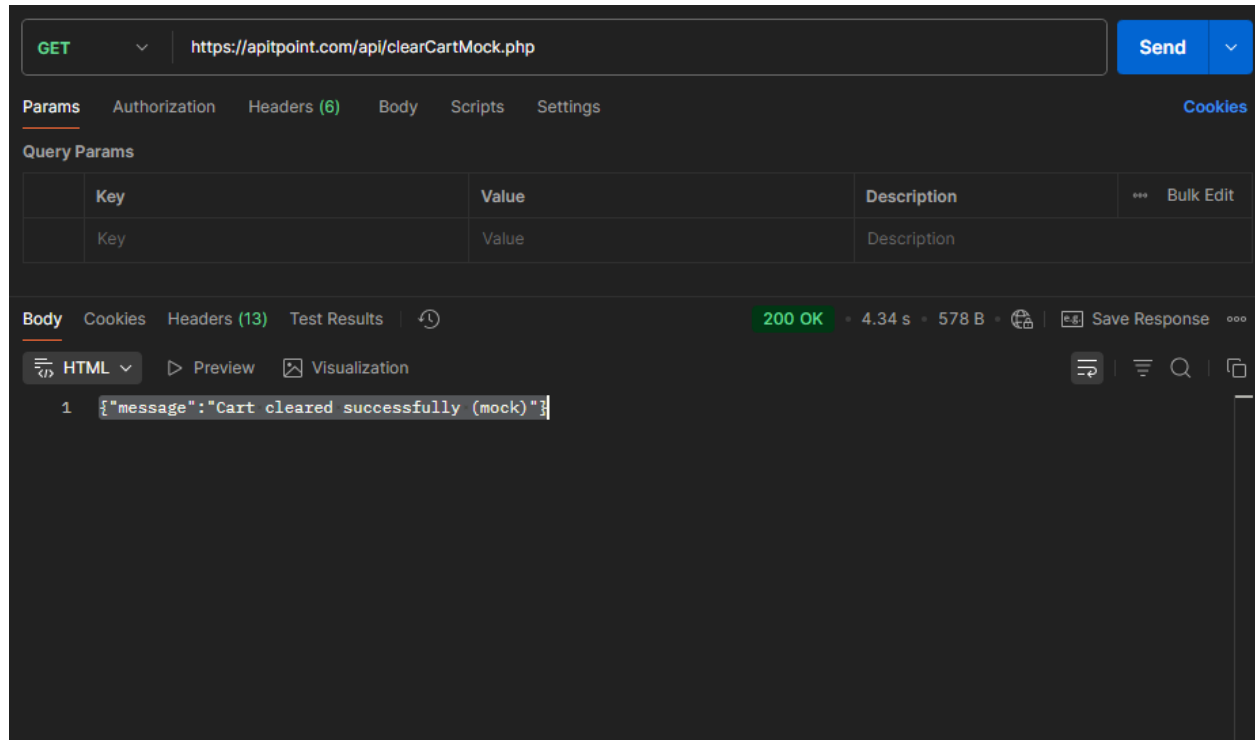 GET https://apitpoint.com/api/clearCartMock.php Send
Params Authorization Headers (6) Body Scripts Settings Cookies
Query Params
Key Value Description Bulk Edit
Key Value Description
Body Cookies Headers (13) Test Results 200 OK 4.34 s 578 B e.g. Save Response
HTML Preview Visualization
1 {"message":"Cart cleared successfully (mock)"}